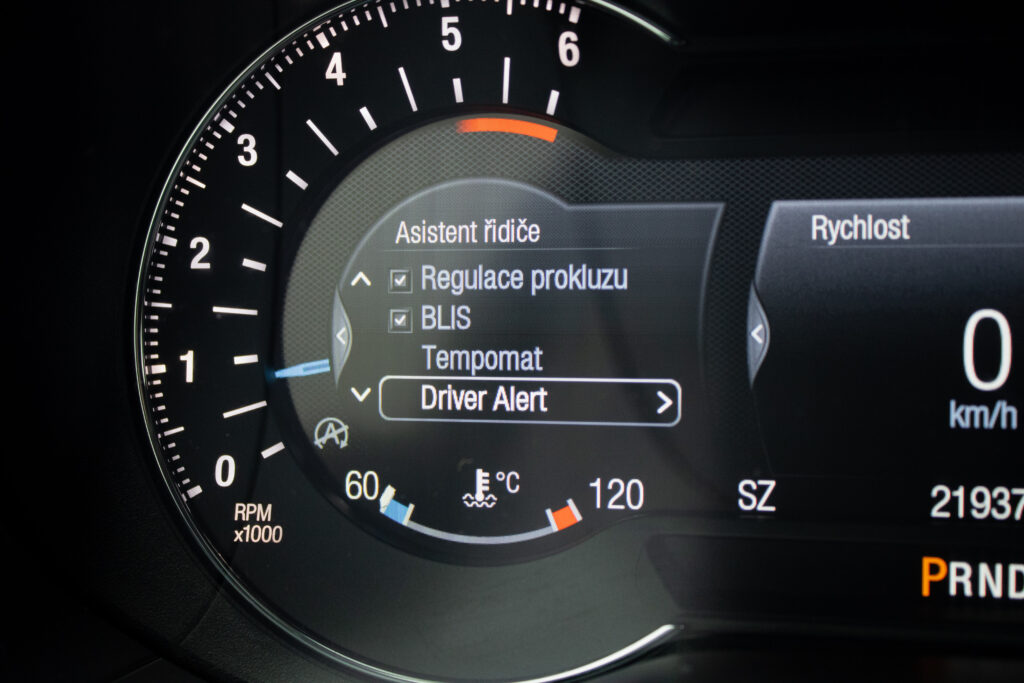 6
5
4
3
2
1
0
RPM
x1000
Asistent řidiče
Regulace prokluzu
BLIS
Tempomat
Driver Alert
60
°C
120
Rychlost
0
km/h
SZ
21937
PRND